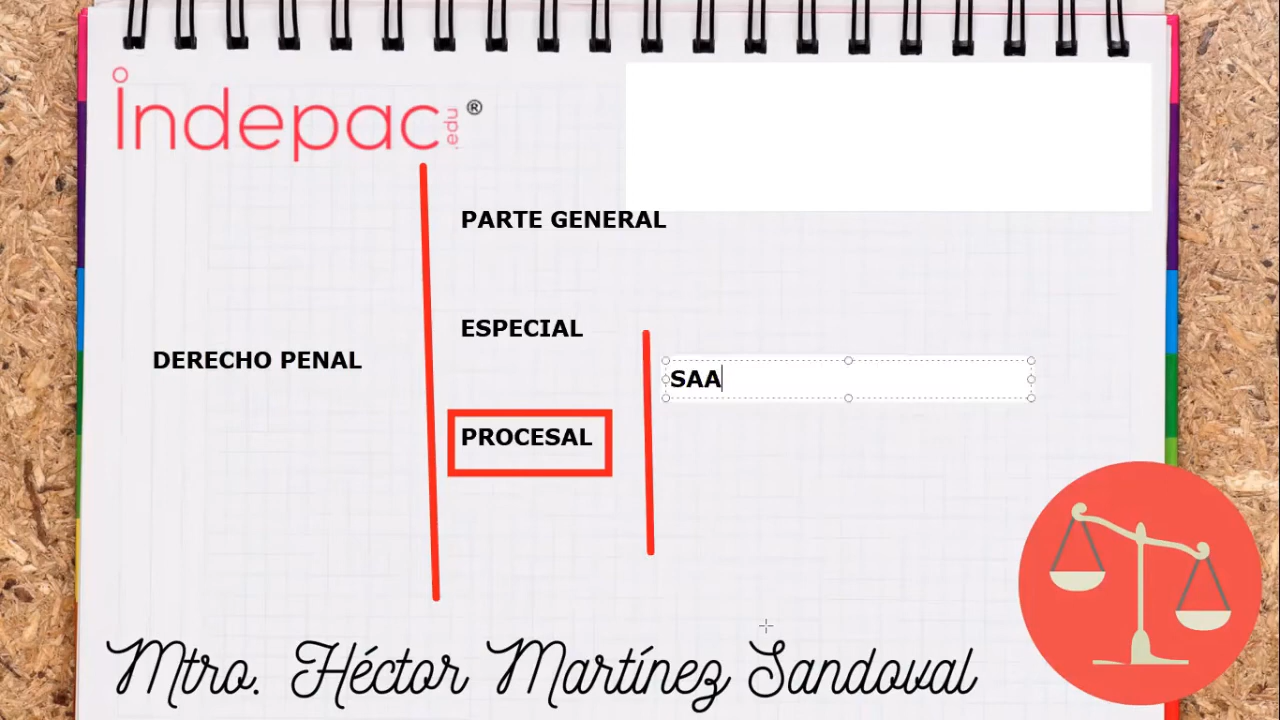 indepac.edu ®
PARTE GENERAL
ESPECIAL
DERECHO PENAL
SAA
PROCESAL
Mtro. Héctor Martínez Sandoval